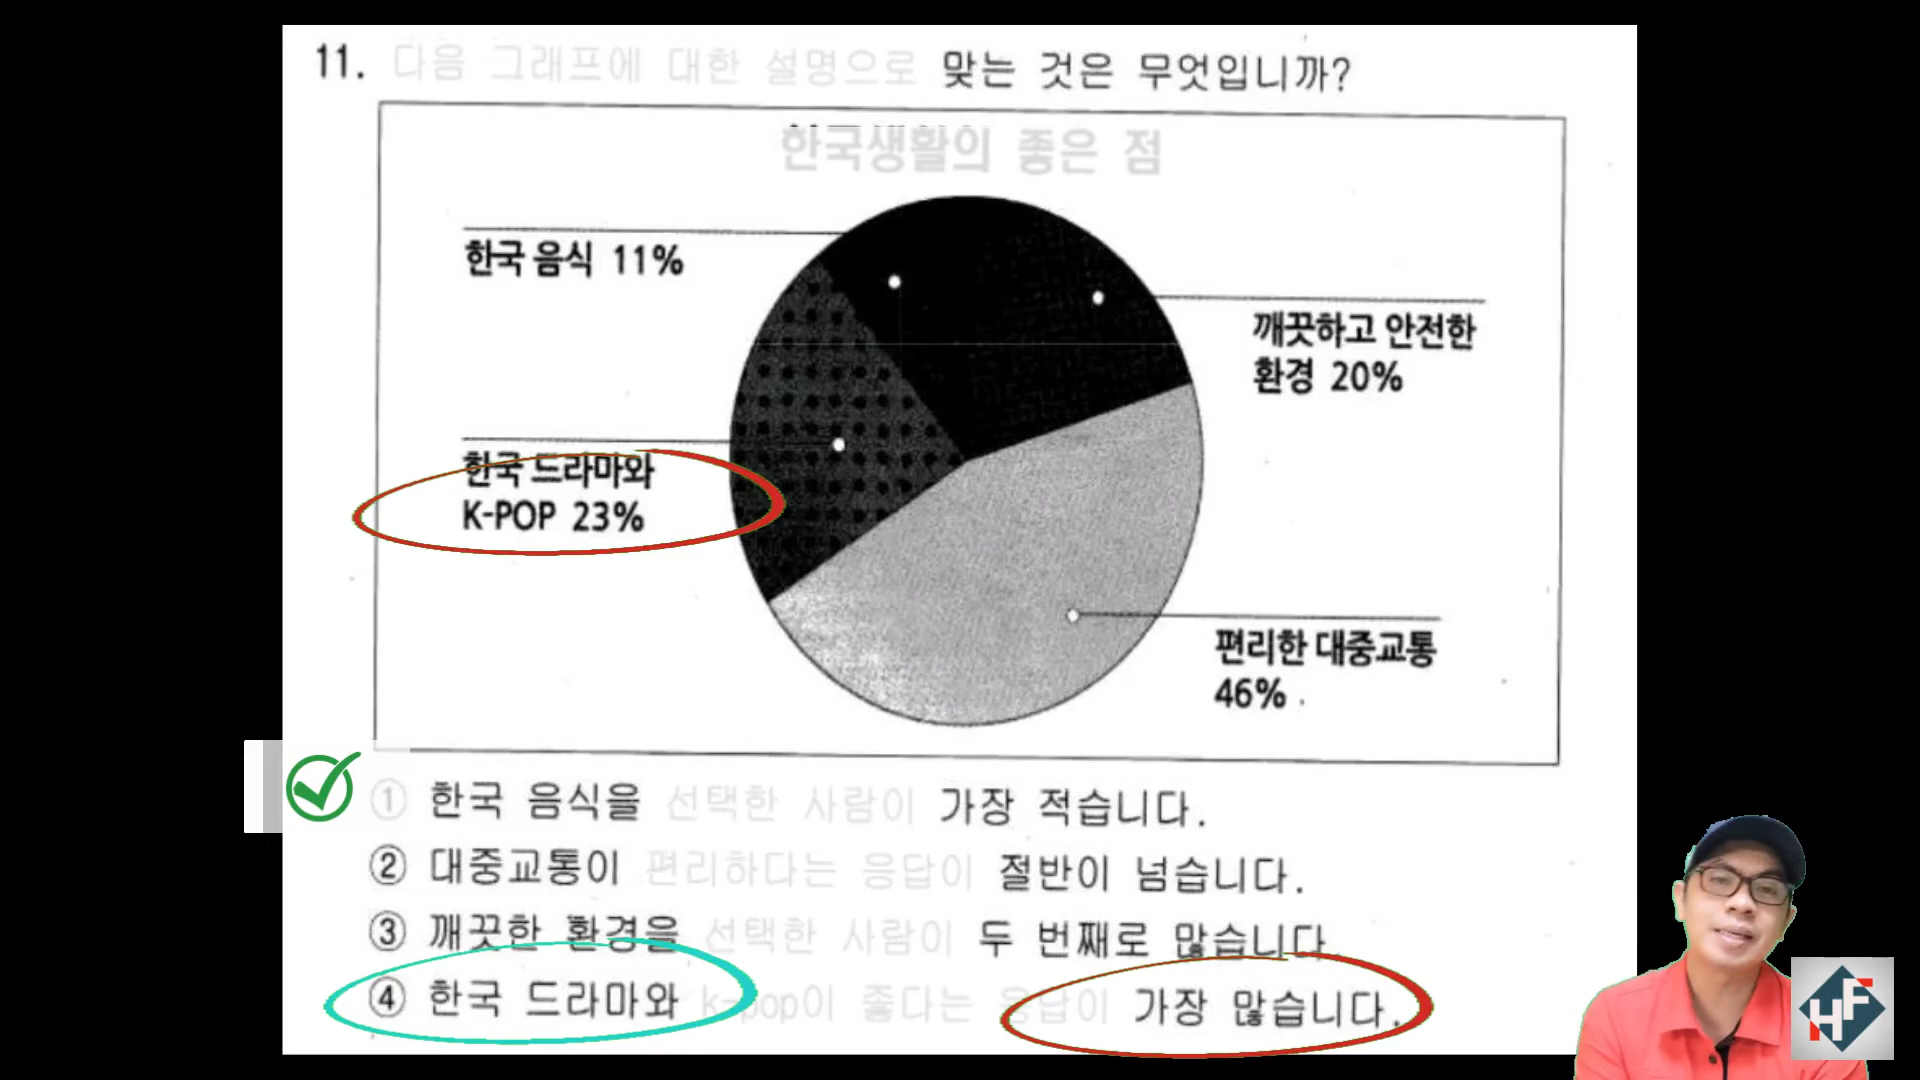 11. 다음 그래프에 대한 설명으로 맞는 것은 무엇입니까?
한국생활의 좋은 점
한국 음식 11%
깨끗하고 안전한
환경 20%
한국 드라마와
K-POP 23%
편리한 대중교통
46%
① 한국 음식을 선택한 사람이 가장 적습니다.
② 대중교통이 편리하다는 응답이 절반이 넘습니다.
③ 깨끗한 환경을 선택한 사람이 두 번째로 많습니다.
④ 한국 드라마와 k-pop이 좋다는 응답이 가장 많습니다.
HF